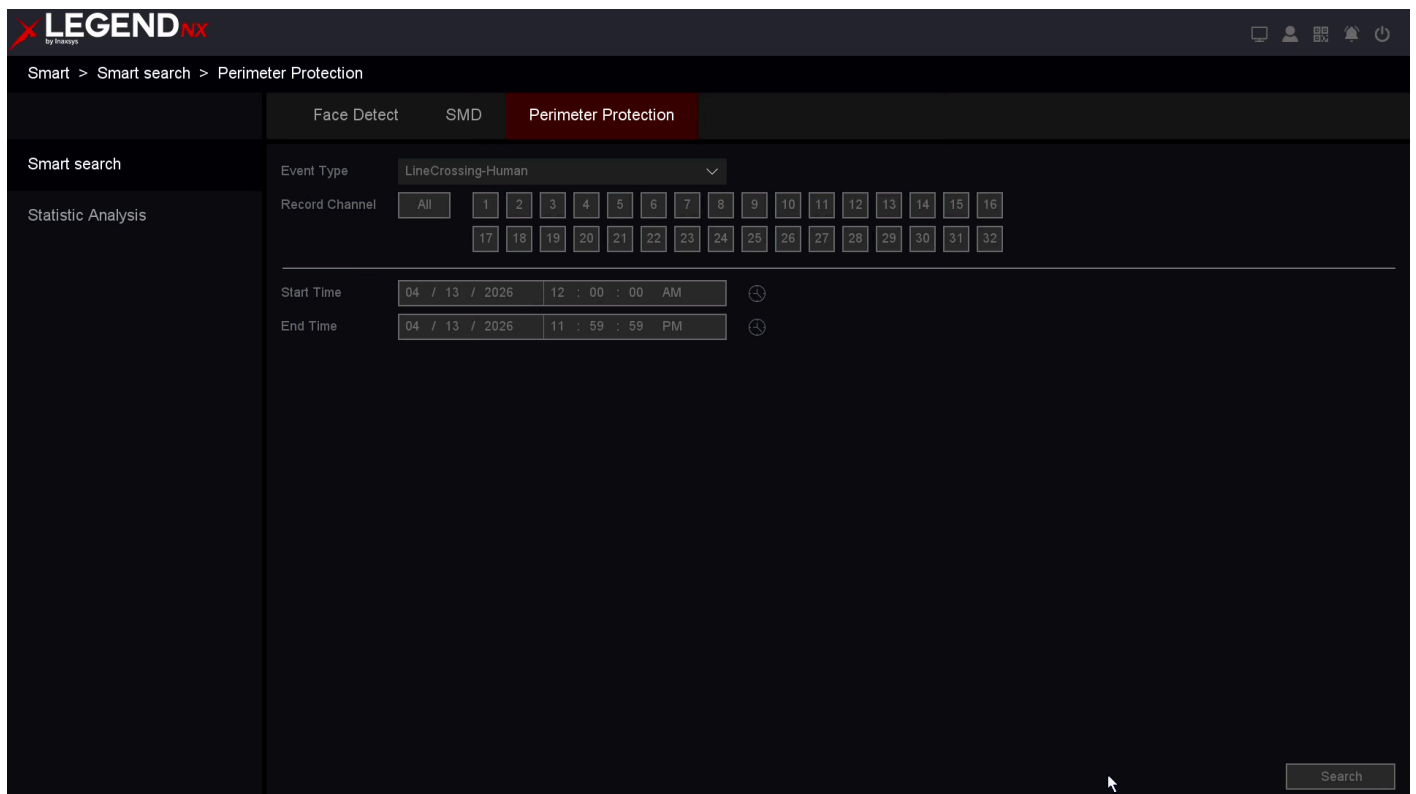 LEGEND NX
by Inaxsys
Smart > Smart search > Perimeter Protection
Face Detect SMD Perimeter Protection
Smart search
Statistic Analysis
Event Type LineCrossing-Human
Record Channel All 1 2 3 4 5 6 7 8 9 10 11 12 13 14 15 16
17 18 19 20 21 22 23 24 25 26 27 28 29 30 31 32
Start Time 04 / 13 / 2026 12 : 00 : 00 AM
End Time 04 / 13 / 2026 11 : 59 : 59 PM
Search